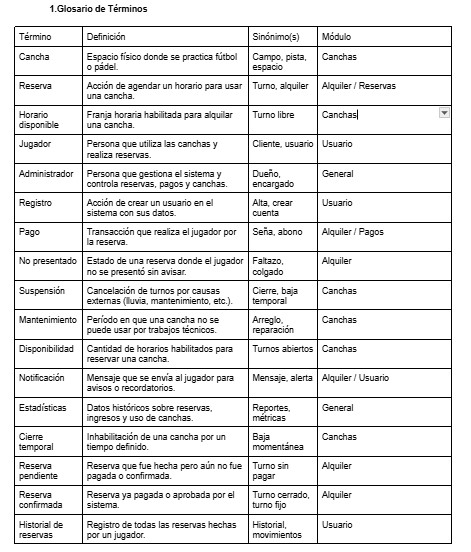 1.Glosario de Términos
Término Definición Sinónimo(s) Módulo
Cancha Espacio físico donde se practica fútbol Campo, pista, Canchas
o pádel. espacio
Reserva Acción de agendar un horario para usar Turno, alquiler Alquiler / Reservas
una cancha.
Horario Franja horaria habilitada para alquilar Turno libre Canchas
disponible una cancha.
Jugador Persona que utiliza las canchas y Cliente, usuario Usuario
realiza reservas.
Administrador Persona que gestiona el sistema y Dueño, General
controla reservas, pagos y canchas. encargado
Registro Acción de crear un usuario en el Alta, crear Usuario
sistema con sus datos. cuenta
Pago Transacción que realiza el jugador por Seña, abono Alquiler / Pagos
la reserva.
No presentado Estado de una reserva donde el jugador Faltazo, Alquiler
no se presentó sin avisar. colgado
Suspensión Cancelación de turnos por causas Cierre, baja Canchas
externas (lluvia, mantenimiento, etc.). temporal
Mantenimiento Período en que una cancha no se Arreglo, Canchas
puede usar por trabajos técnicos. reparación
Disponibilidad Cantidad de horarios habilitados para Turnos abiertos Canchas
reservar una cancha.
Notificación Mensaje que se envía al jugador para Mensaje, alerta Alquiler / Usuario
avisos o recordatorios.
Estadísticas Datos históricos sobre reservas, Reportes, General
ingresos y uso de canchas. métricas
Cierre Inhabilitación de una cancha por un Baja Canchas
temporal tiempo definido. momentánea
Reserva Reserva que fue hecha pero aún no fue Turno sin Alquiler
pendiente pagada o confirmada. pagar
Reserva Reserva ya pagada o aprobada por el Turno cerrado, Alquiler
confirmada sistema. turno fijo
Historial de Registro de todas las reservas hechas Historial, Usuario
reservas por un jugador. movimientos